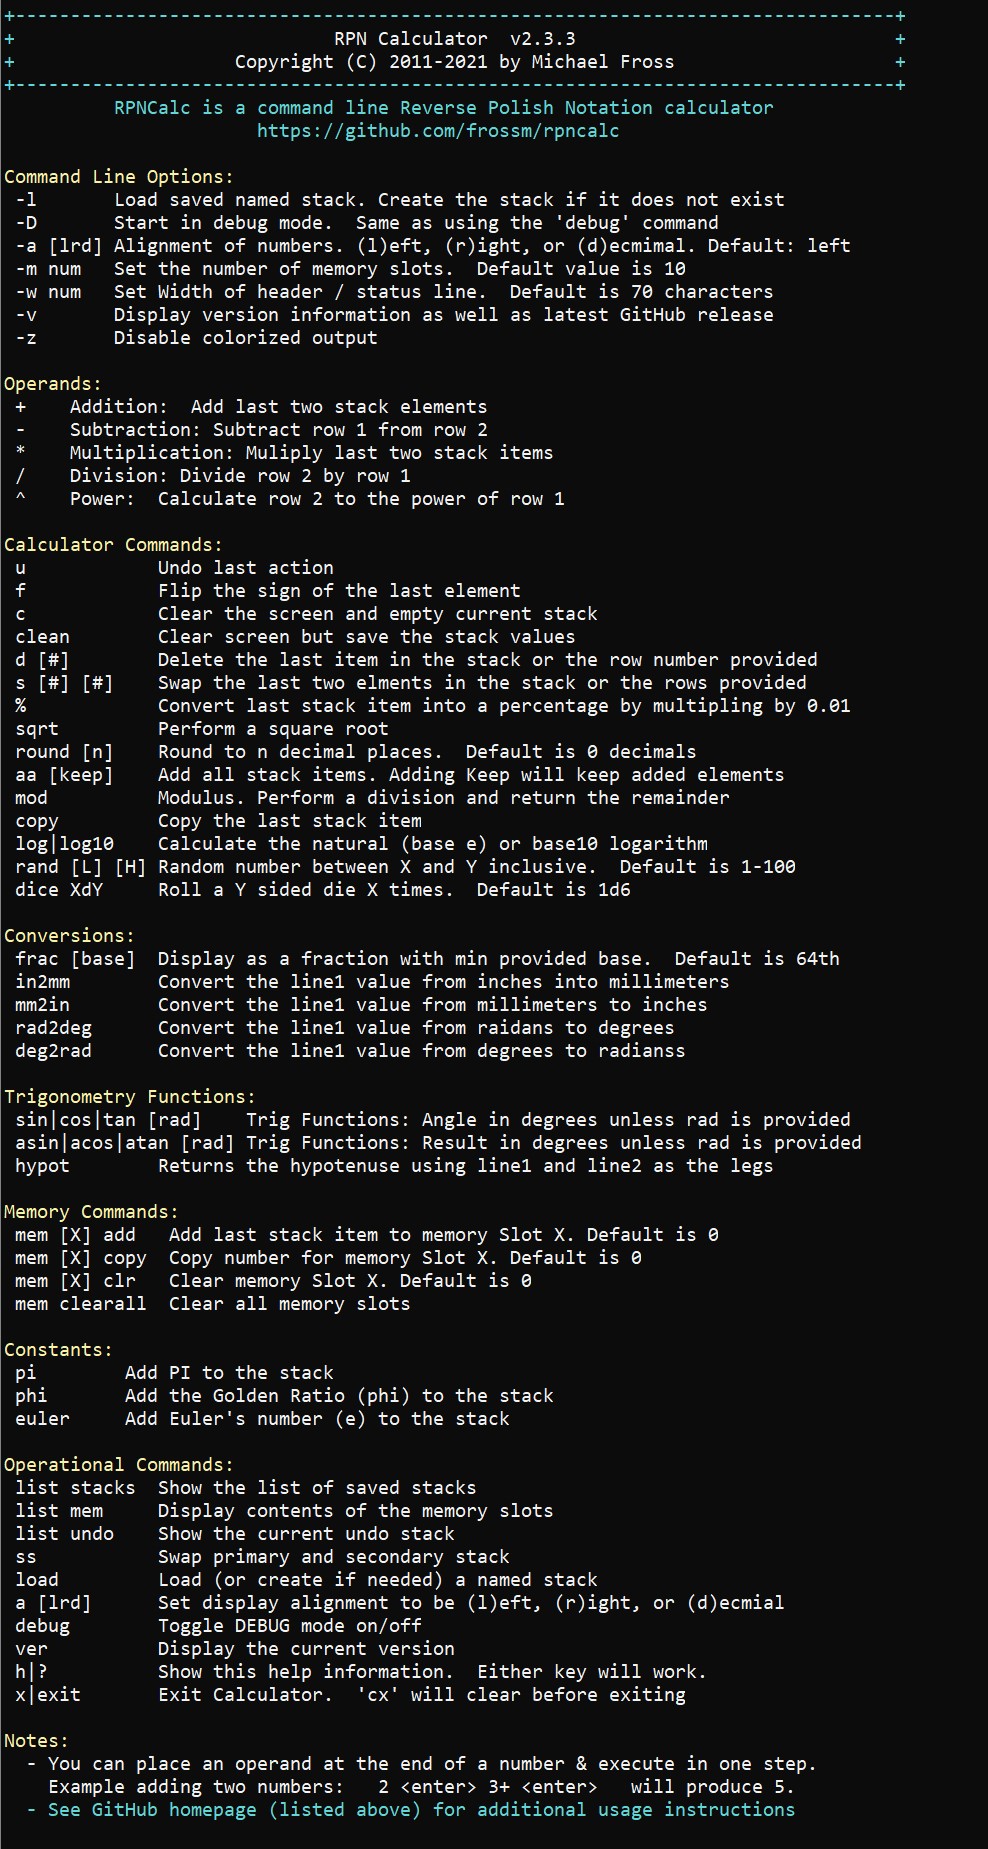 +--------------------------------------------------------------------------------+
+ RPN Calculator  v2.3.3 +
+ Copyright (C) 2011-2021 by Michael Fross +
+--------------------------------------------------------------------------------+
RPNCalc is a command line Reverse Polish Notation calculator
https://github.com/frossm/rpncalc

Command Line Options:
 -l       Load saved named stack. Create the stack if it does not exist
 -D       Start in debug mode.  Same as using the 'debug' command
 -a [lrd] Alignment of numbers. (l)eft, (r)ight, or (d)ecmimal. Default: left
 -m num   Set the number of memory slots.  Default value is 10
 -w num   Set Width of header / status line.  Default is 70 characters
 -v       Display version information as well as latest GitHub release
 -z       Disable colorized output

Operands:
 +    Addition:  Add last two stack elements
 -    Subtraction: Subtract row 1 from row 2
 *    Multiplication: Muliply last two stack items
 /    Division: Divide row 2 by row 1
 ^    Power:  Calculate row 2 to the power of row 1

Calculator Commands:
 u            Undo last action
 f            Flip the sign of the last element
 c            Clear the screen and empty current stack
 clean        Clear screen but save the stack values
 d [#]        Delete the last item in the stack or the row number provided
 s [#] [#]    Swap the last two elments in the stack or the rows provided
 %            Convert last stack item into a percentage by multipling by 0.01
 sqrt         Perform a square root
 round [n]    Round to n decimal places.  Default is 0 decimals
 aa [keep]    Add all stack items. Adding Keep will keep added elements
 mod          Modulus. Perform a division and return the remainder
 copy         Copy the last stack item
 log|log10    Calculate the natural (base e) or base10 logarithm
 rand [L] [H] Random number between X and Y inclusive.  Default is 1-100
 dice XdY     Roll a Y sided die X times.  Default is 1d6

Conversions:
 frac [base]  Display as a fraction with min provided base.  Default is 64th
 in2mm        Convert the line1 value from inches into millimeters
 mm2in        Convert the line1 value from millimeters to inches
 rad2deg      Convert the line1 value from raidans to degrees
 deg2rad      Convert the line1 value from degrees to radianss

Trigonometry Functions:
 sin|cos|tan [rad]    Trig Functions: Angle in degrees unless rad is provided
 asin|acos|atan [rad] Trig Functions: Result in degrees unless rad is provided
 hypot        Returns the hypotenuse using line1 and line2 as the legs

Memory Commands:
 mem [X] add   Add last stack item to memory Slot X. Default is 0
 mem [X] copy  Copy number for memory Slot X. Default is 0
 mem [X] clr   Clear memory Slot X. Default is 0
 mem clearall  Clear all memory slots

Constants:
 pi        Add PI to the stack
 phi       Add the Golden Ratio (phi) to the stack
 euler     Add Euler's number (e) to the stack

Operational Commands:
 list stacks  Show the list of saved stacks
 list mem     Display contents of the memory slots
 list undo    Show the current undo stack
 ss           Swap primary and secondary stack
 load         Load (or create if needed) a named stack
 a [lrd]      Set display alignment to be (l)eft, (r)ight, or (d)ecmial
 debug        Toggle DEBUG mode on/off
 ver          Display the current version
 h|?          Show this help information.  Either key will work.
 x|exit       Exit Calculator.  'cx' will clear before exiting

Notes:
  - You can place an operand at the end of a number & execute in one step.
    Example adding two numbers:   2 <enter> 3+ <enter>   will produce 5.
  - See GitHub homepage (listed above) for additional usage instructions